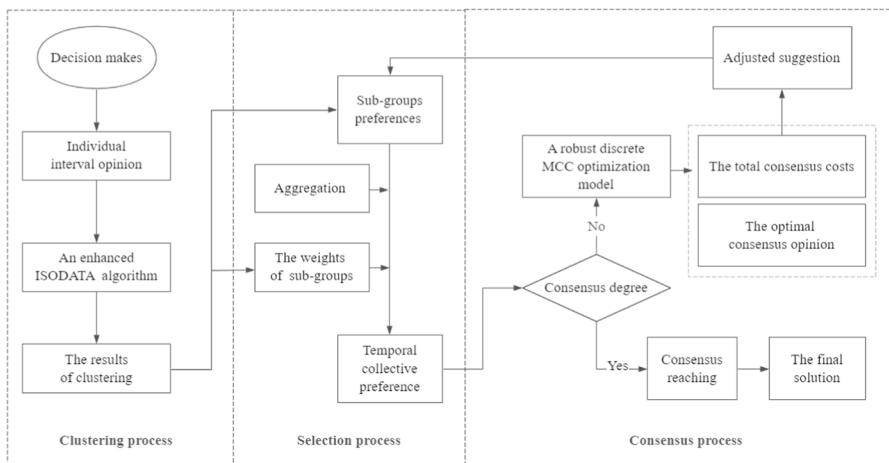 Decision makes
Individual
interval opinion
An enhanced
ISODATA algorithm
The results
of clustering
Clustering process
Sub-groups
preferences
Aggregation
The weights
of sub-groups
Temporal
collective
preference
Selection process
Adjusted suggestion
A robust discrete
MCC optimization
model
The total consensus costs
The optimal
consensus opinion
No
Consensus degree
Yes
Consensus
reaching
The final
solution
Consensus process